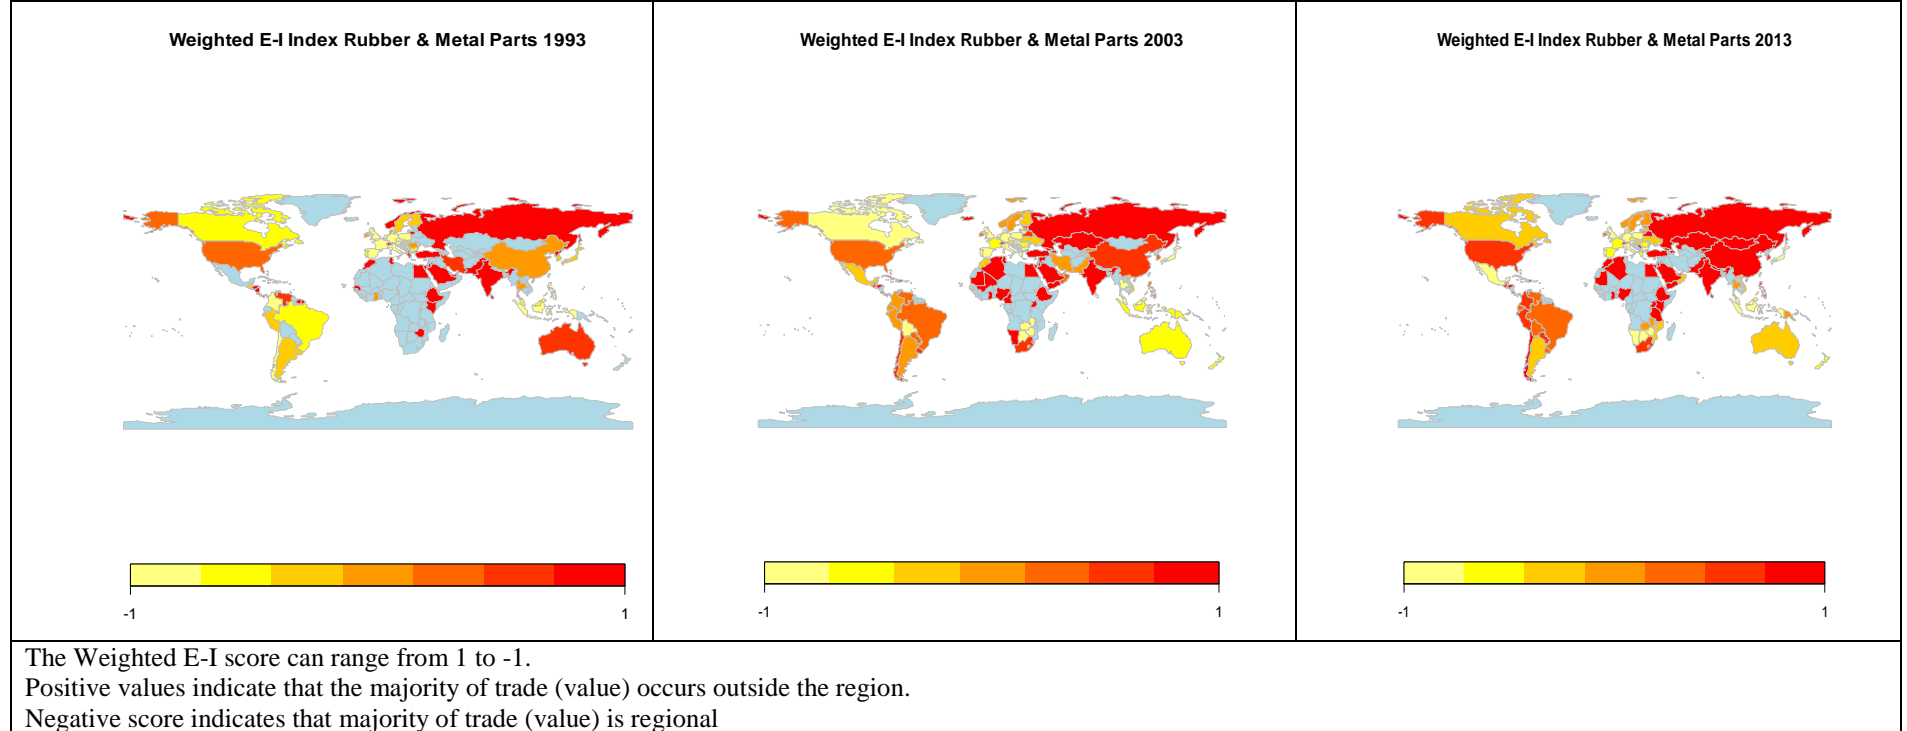 Weighted E-I Index Rubber & Metal Parts 1993
Weighted E-I Index Rubber & Metal Parts 2003
Weighted E-I Index Rubber & Metal Parts 2013
-1 1
-1 1
-1 1
The Weighted E-I score can range from 1 to -1.
Positive values indicate that the majority of trade (value) occurs outside the region.
Negative score indicates that majority of trade (value) is regional